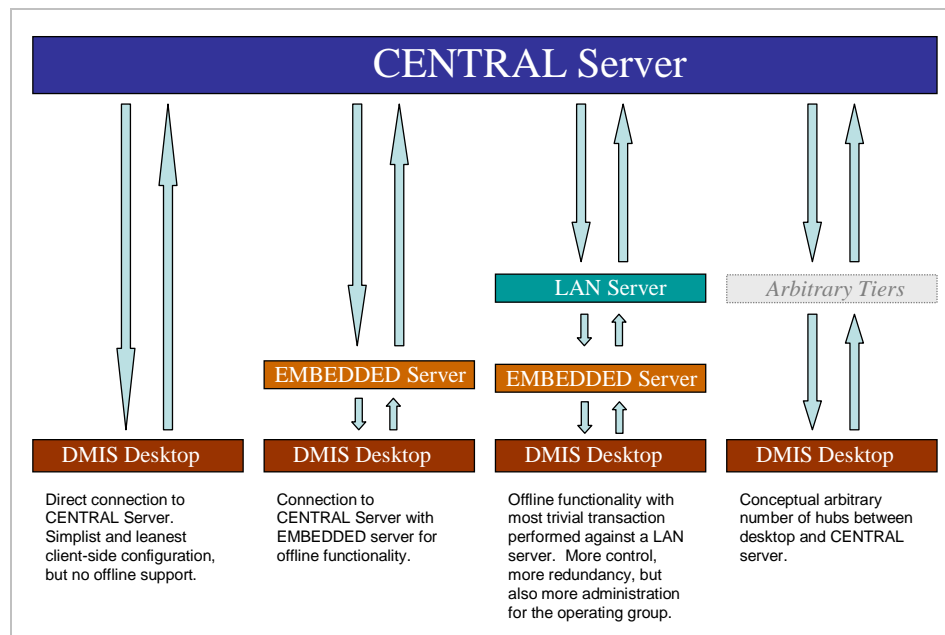 CENTRAL Server
LAN Server
Arbitrary Tiers
EMBEDDED Server
EMBEDDED Server
DMIS Desktop
DMIS Desktop
DMIS Desktop
DMIS Desktop
Direct connection to
CENTRAL Server.
Simplist and leanest
client-side configuration,
but no offline support.
Connection to
CENTRAL Server with
EMBEDDED server for
offline functionality.
Offline functionality with
most trivial transaction
performed against a LAN
server.  More control,
more redundancy, but
also more administration
for the operating group.
Conceptual arbitrary
number of hubs between
desktop and CENTRAL
server.